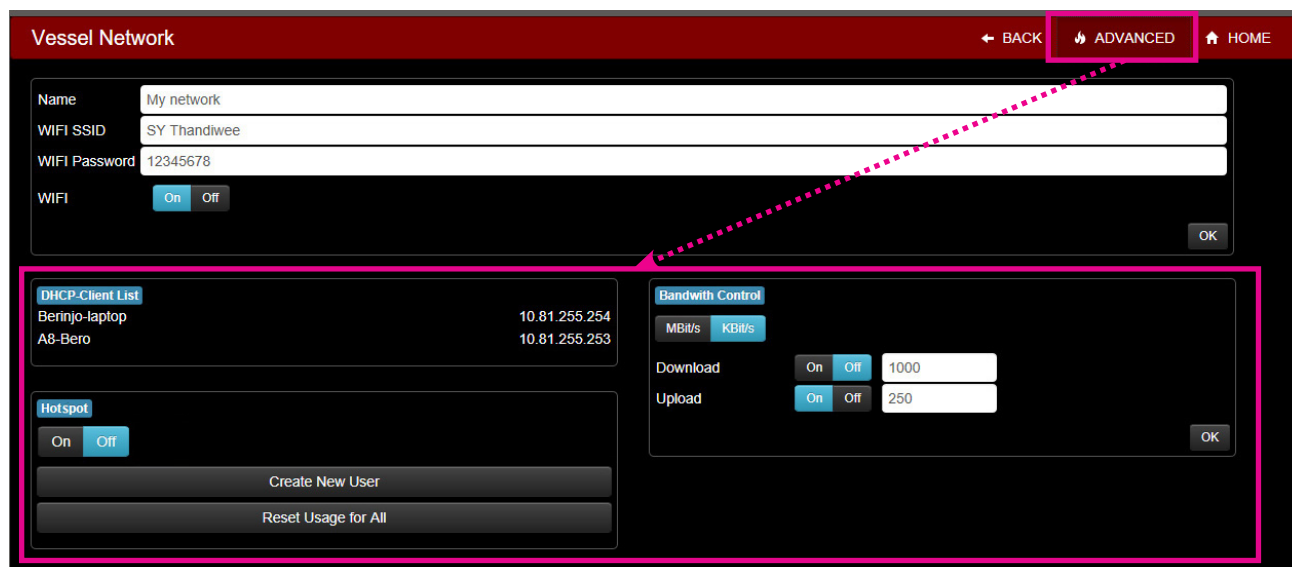 Vessel Network
BACK
ADVANCED
HOME
Name My network
WIFI SSID SY Thandiwee
WIFI Password 12345678
WIFI On Off
OK
DHCP-Client List
Berinjo-laptop 10.81.255.254
A8-Bero 10.81.255.253
Hotspot
On Off
Create New User
Reset Usage for All
Bandwith Control
MBit/s KBit/s
Download On Off 1000
Upload On Off 250
OK